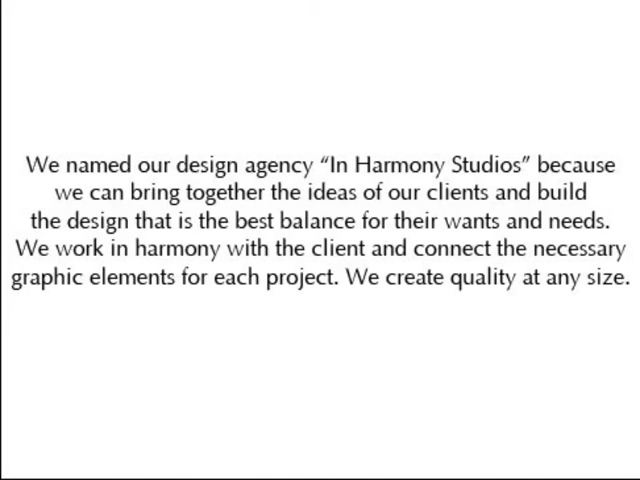 We named our design agency “In Harmony Studios” because
we can bring together the ideas of our clients and build
the design that is the best balance for their wants and needs.
We work in harmony with the client and connect the necessary
graphic elements for each project. We create quality at any size.